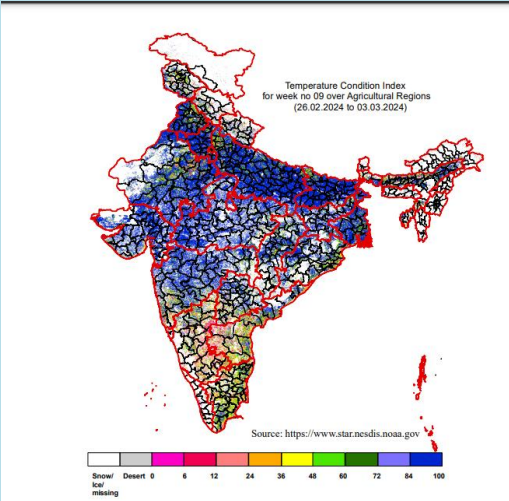 Temperature Condition Index
for week no 09 over Agricultural Regions
(26.02.2024 to 03.03.2024)
Source: https://www.star.nesdis.noaa.gov
Snow/ Desert 0 6 12 24 36 48 60 72 84 100
Ice/
missing